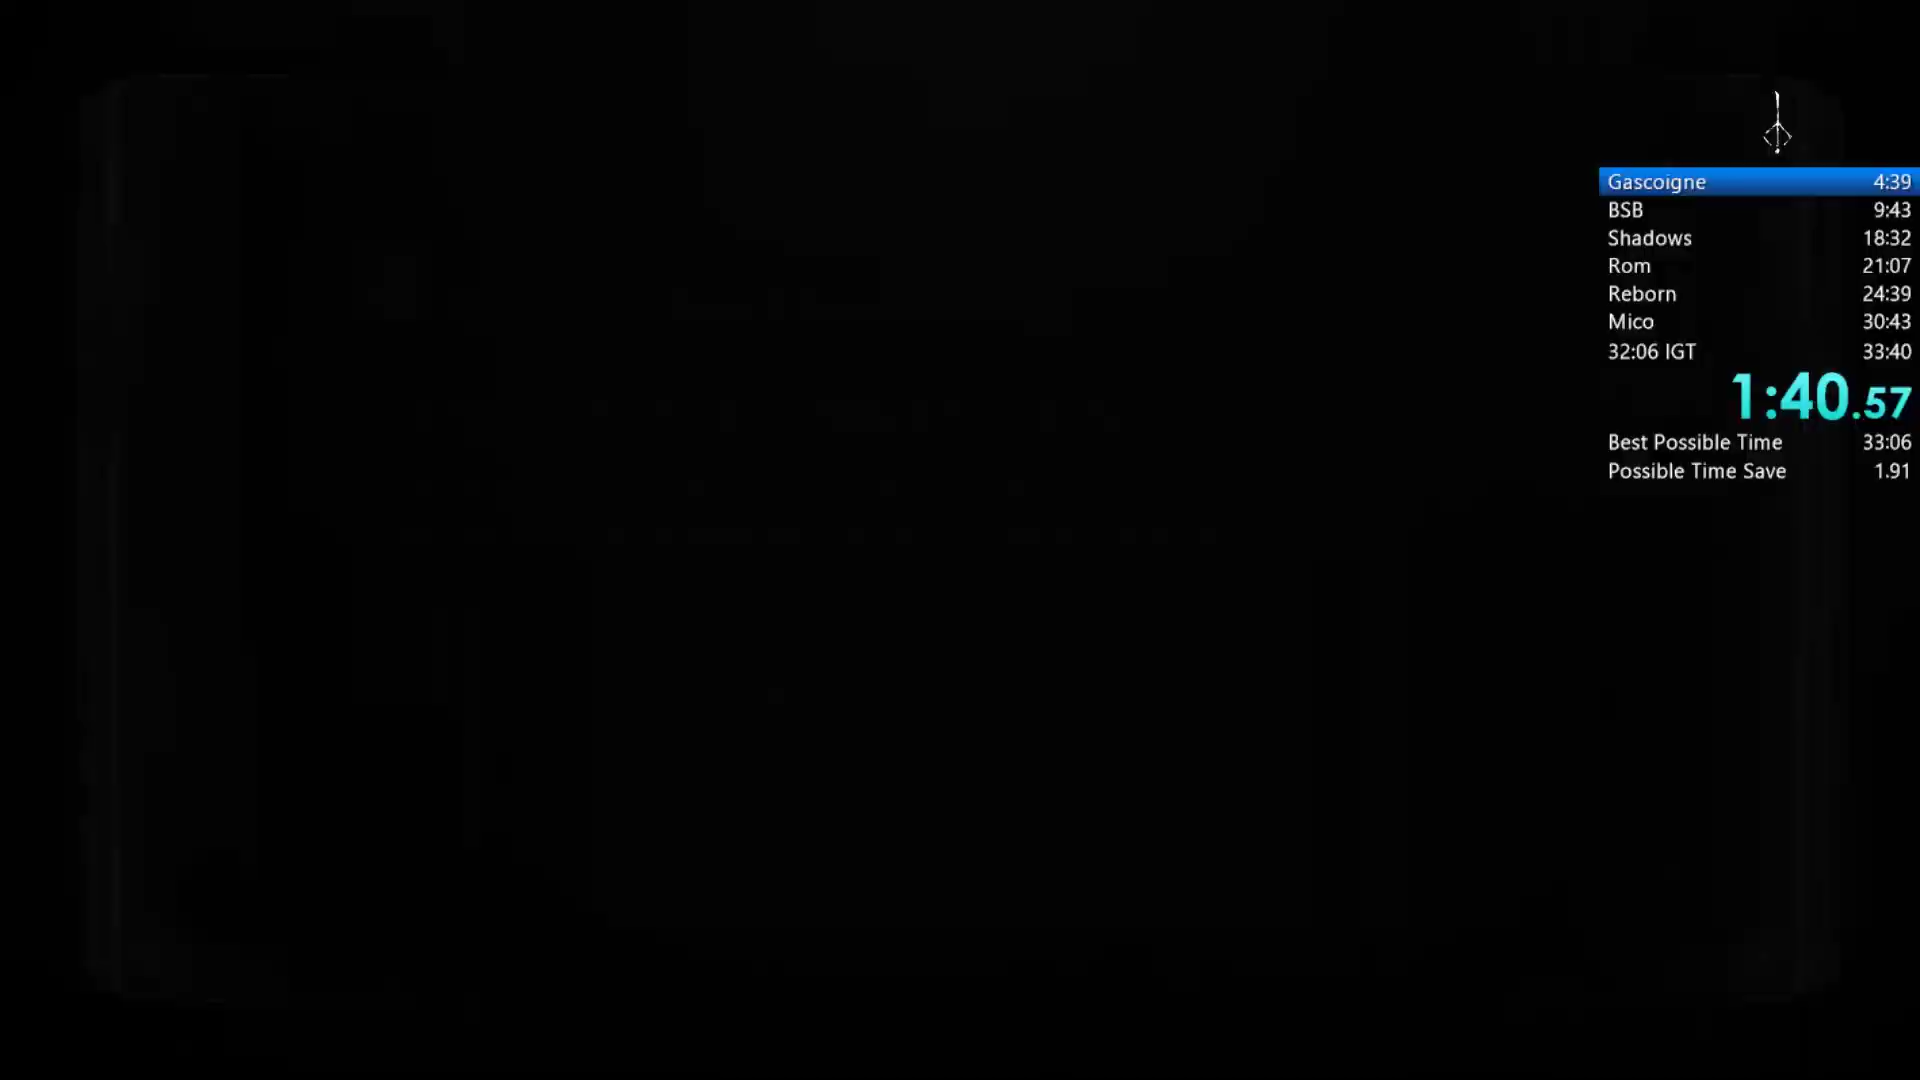 Gascoigne 4:39
BSB 9:43
Shadows 18:32
Rom 21:07
Reborn 24:39
Mico 30:43
32:06 IGT 33:40
1:40.57
Best Possible Time 33:06
Possible Time Save 1.91